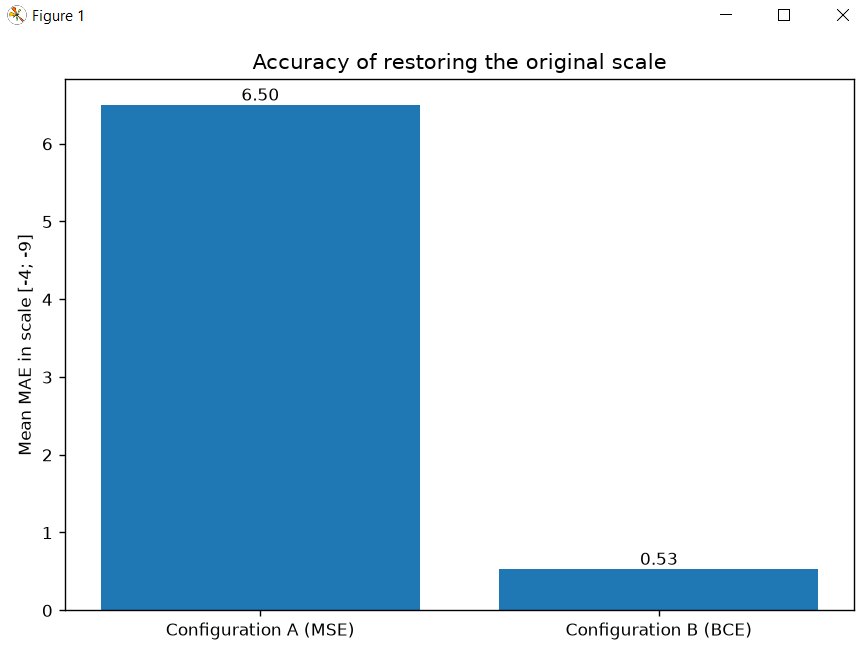 Figure 1
Accuracy of restoring the original scale
6.50
6
5
4
3
2
1
0
0.53
Mean MAE in scale [-4; -9]
Configuration A (MSE)
Configuration B (BCE)